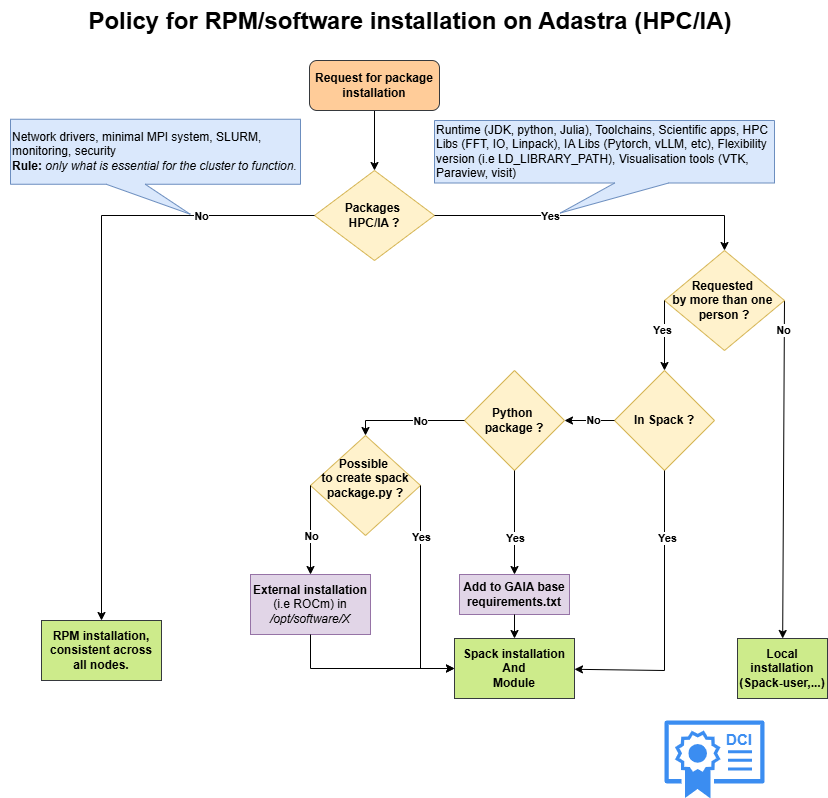 Policy for RPM/software installation on Adastra (HPC/IA)
Request for package
installation
Network drivers, minimal MPI system, SLURM,
monitoring, security
Rule: only what is essential for the cluster to function.
Runtime (JDK, python, Julia), Toolchains, Scientific apps, HPC
Libs (FFT, IO, Linpack), IA Libs (Pytorch, vLLM, etc), Flexibility
version (i.e LD_LIBRARY_PATH), Visualisation tools (VTK,
Paraview, visit)
Packages
HPC/IA ?
No
Yes
Requested
by more than one
person ?
Yes
No
In Spack ?
No
Python
package ?
No
Possible
to create spack
package.py ?
No
Yes
Yes
Yes
External installation
(i.e ROCm) in
/opt/software/X
Add to GAIA base
requirements.txt
RPM installation,
consistent across
all nodes.
Spack installation
And
Module
Local
installation
(Spack-user,...)
DCI